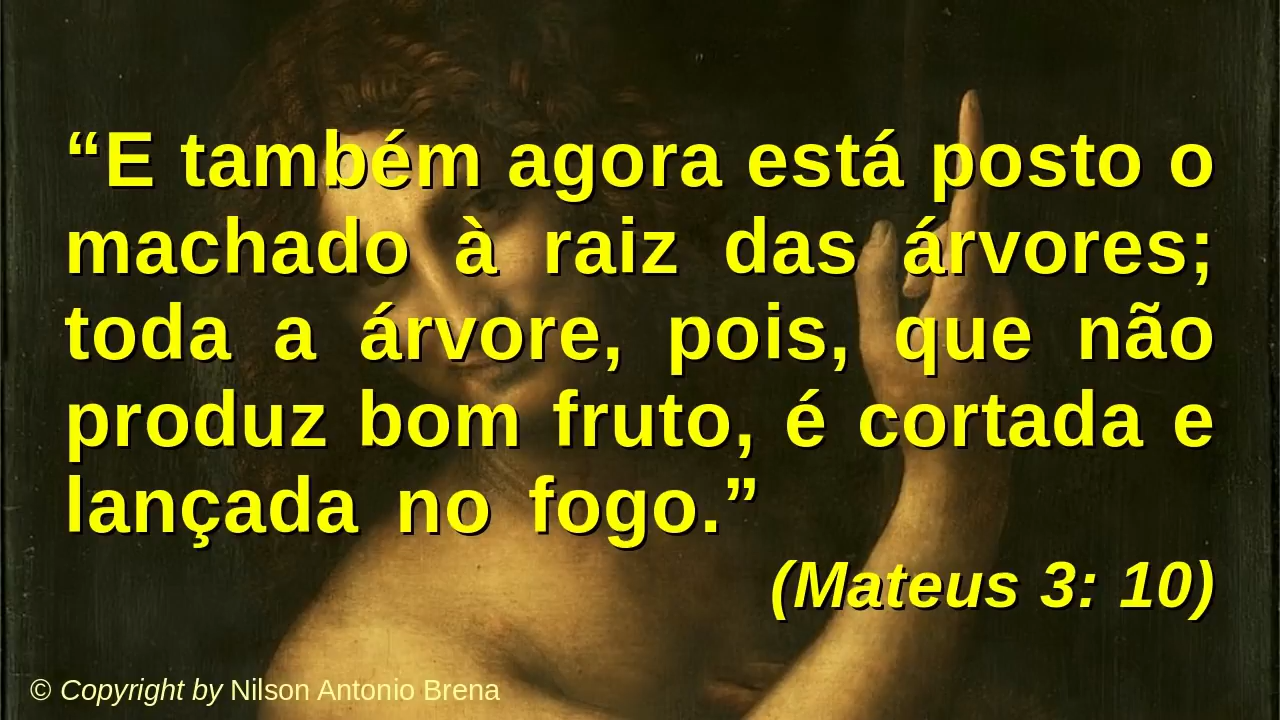 “E também agora está posto o
machado à raiz das árvores;
toda a árvore, pois, que não
produz bom fruto, é cortada e
lançada no fogo.”
(Mateus 3: 10)
© Copyright by Nilson Antonio Brena